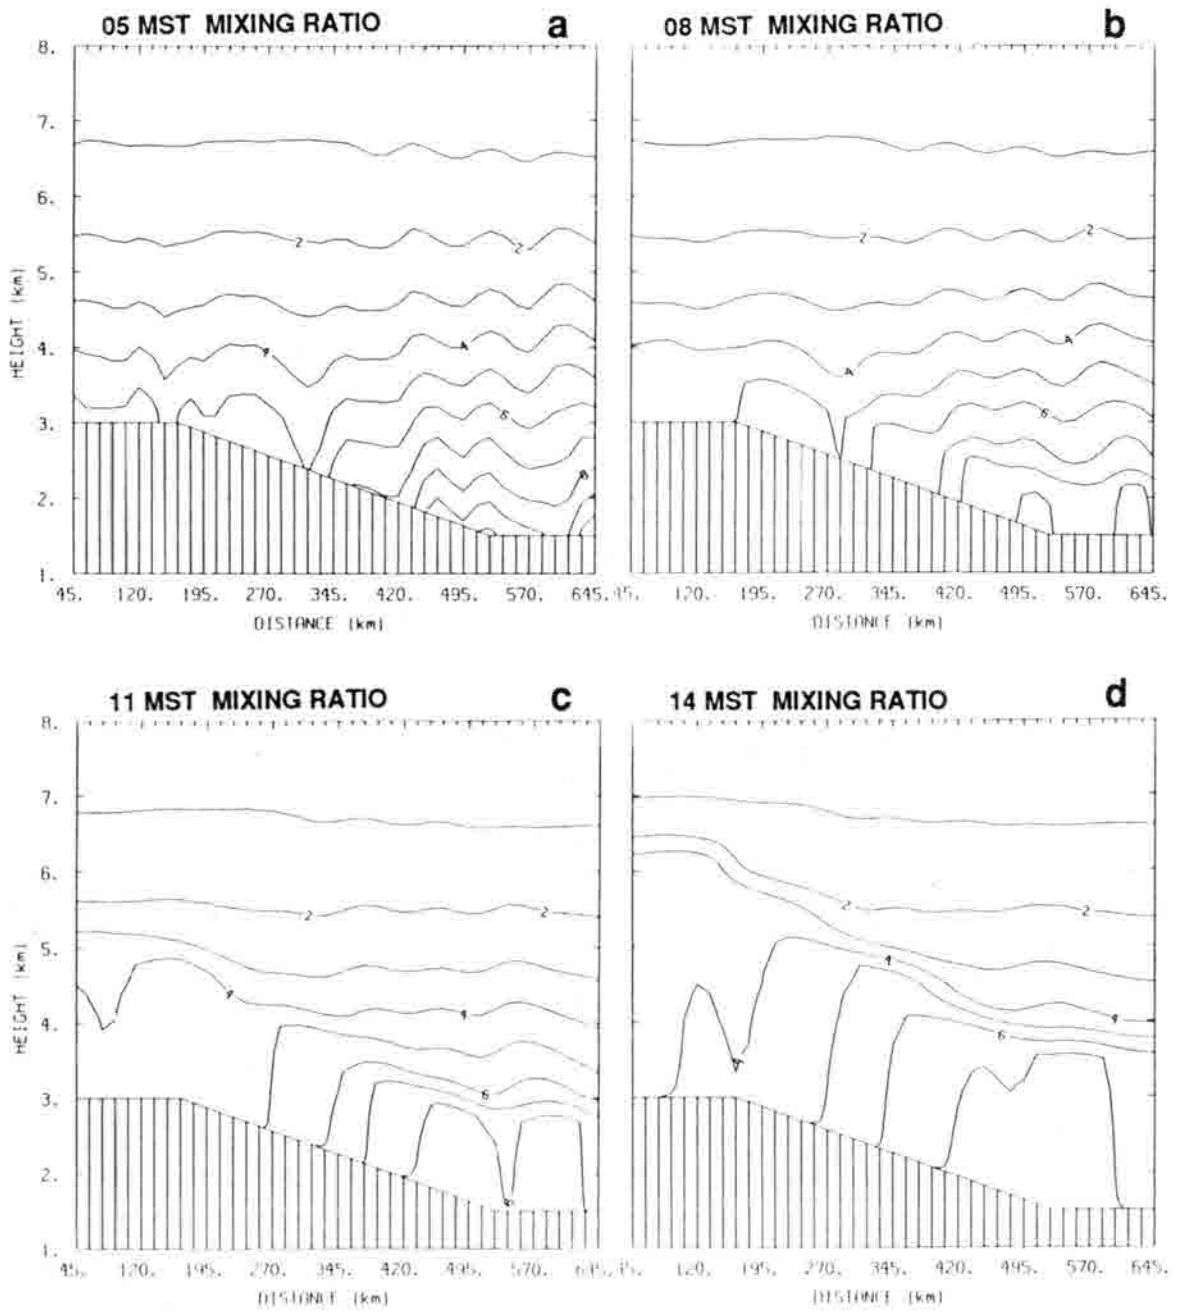 05 MST MIXING RATIO a
8.
7.
6.
5.
4.
3.
2.
1.
HEIGHT (km)
2
2
4
4
6
8
45. 120. 195. 270. 345. 420. 495. 570. 645.
DISTANCE (km)
08 MST MIXING RATIO b
2
2
4
4
6
120. 195. 270. 345. 420. 495. 570. 645.
DISTANCE (km)
11 MST MIXING RATIO c
8.
7.
6.
5.
4.
3.
2.
1.
HEIGHT (km)
2
2
4
4
6
8
45. 120. 195. 270. 345. 420. 495. 570. 645.
DISTANCE (km)
14 MST MIXING RATIO d
2
2
4
4
4
6
120. 195. 270. 345. 420. 495. 570. 645.
DISTANCE (km)